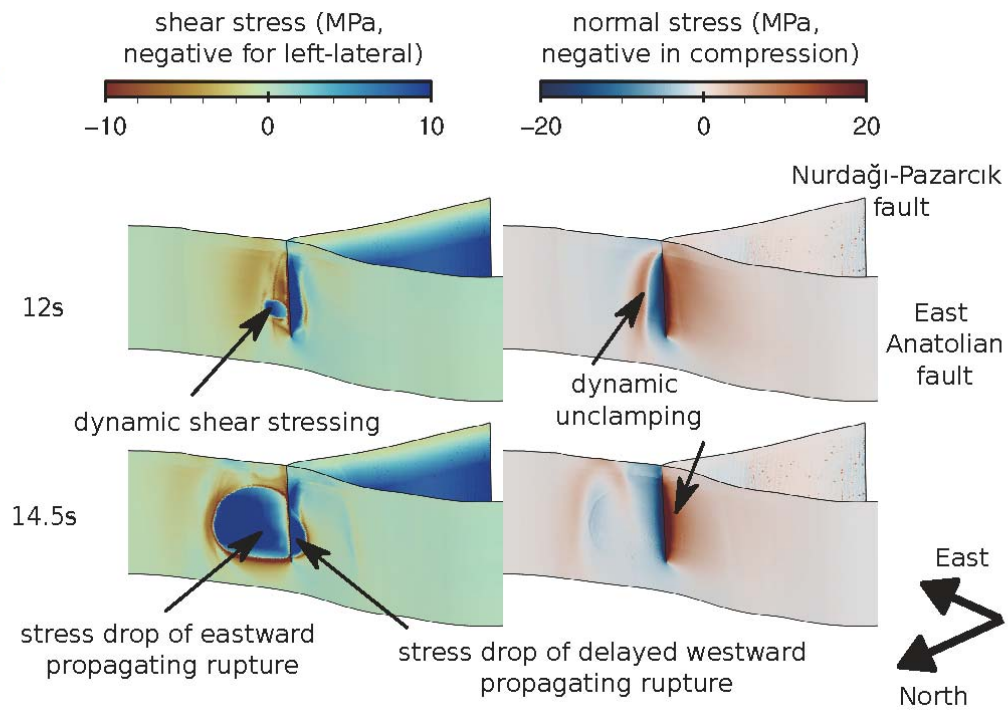 shear stress (MPa,
negative for left-lateral)
−10 0 10
normal stress (MPa,
negative in compression)
−20 0 20
Nurdağı-Pazarcık
fault
12s
East
Anatolian
fault
dynamic shear stressing
dynamic
unclamping
14.5s
stress drop of eastward
propagating rupture
stress drop of delayed westward
propagating rupture
East
North